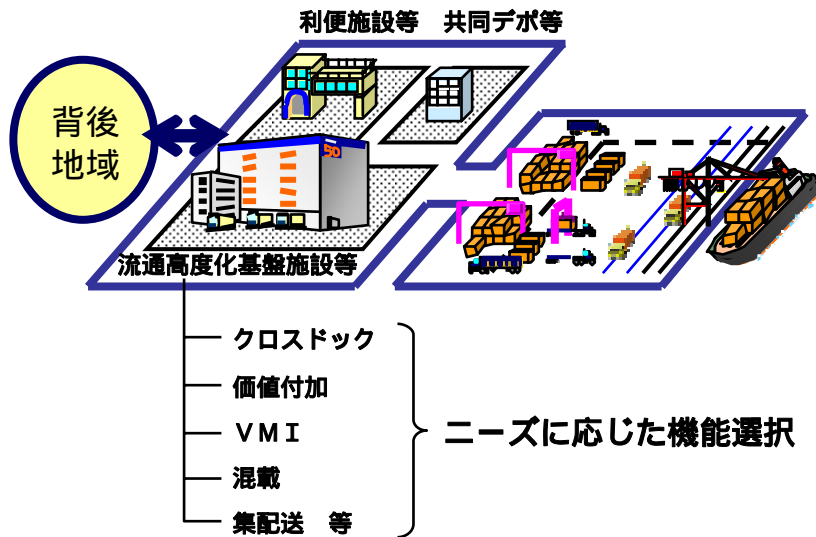 利便施設等　共同デポ等
背後
地域
流通高度化基盤施設等
クロスドック
価値付加
ＶＭＩ
混載
集配送　等
ニーズに応じた機能選択